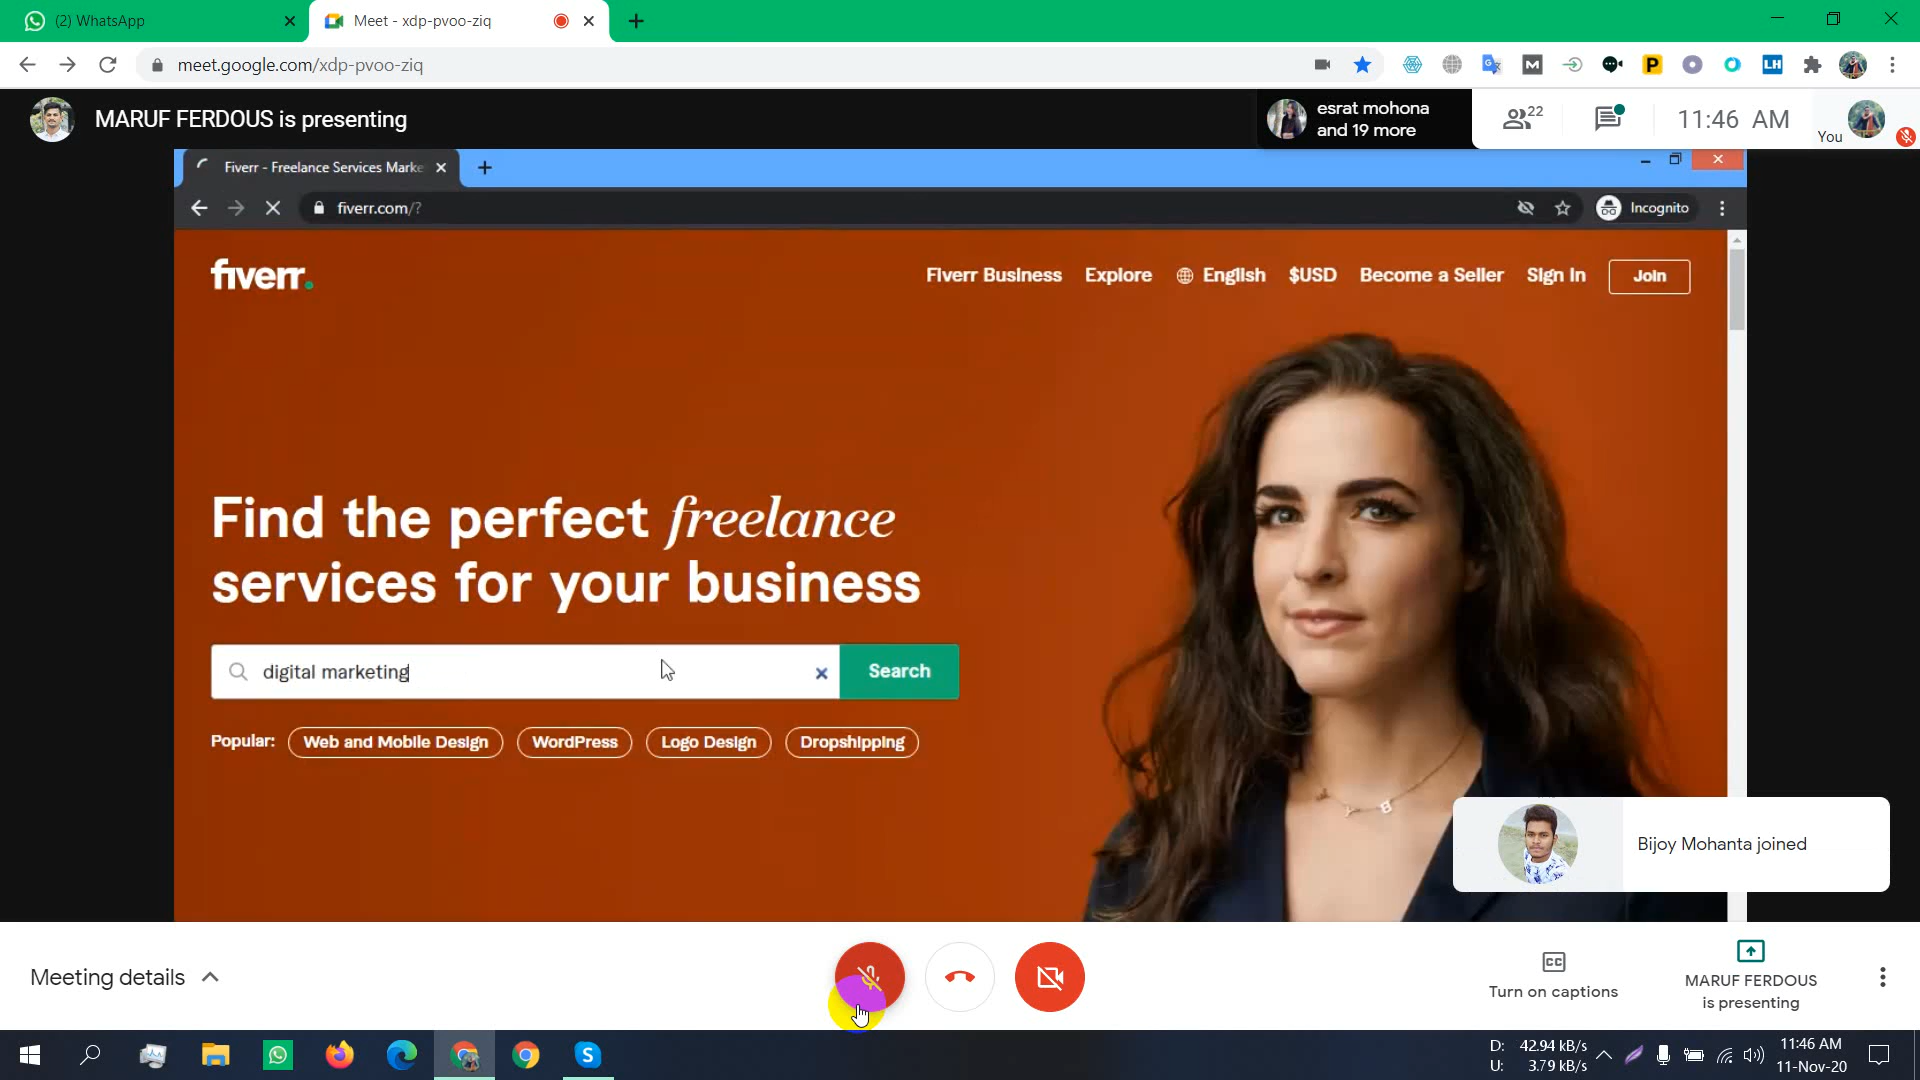 (2) WhatsApp
Meet - xdp-pvoo-ziq
meet.google.com/xdp-pvoo-ziq
MARUF FERDOUS is presenting
esrat mohona
and 19 more
22
11:46 AM
You
Fiverr - Freelance Services Marke
fiverr.com/?
Incognito
fiverr.
Fiverr Business
Explore
English
$USD
Become a Seller
Sign In
Join
Find the perfect freelance
services for your business
digital marketing
Search
Popular:
Web and Mobile Design
WordPress
Logo Design
Dropshipping
Bijoy Mohanta joined
Meeting details
Turn on captions
MARUF FERDOUS
is presenting
D: 42.94 kB/s
U: 3.79 kB/s
11:46 AM
11-Nov-20